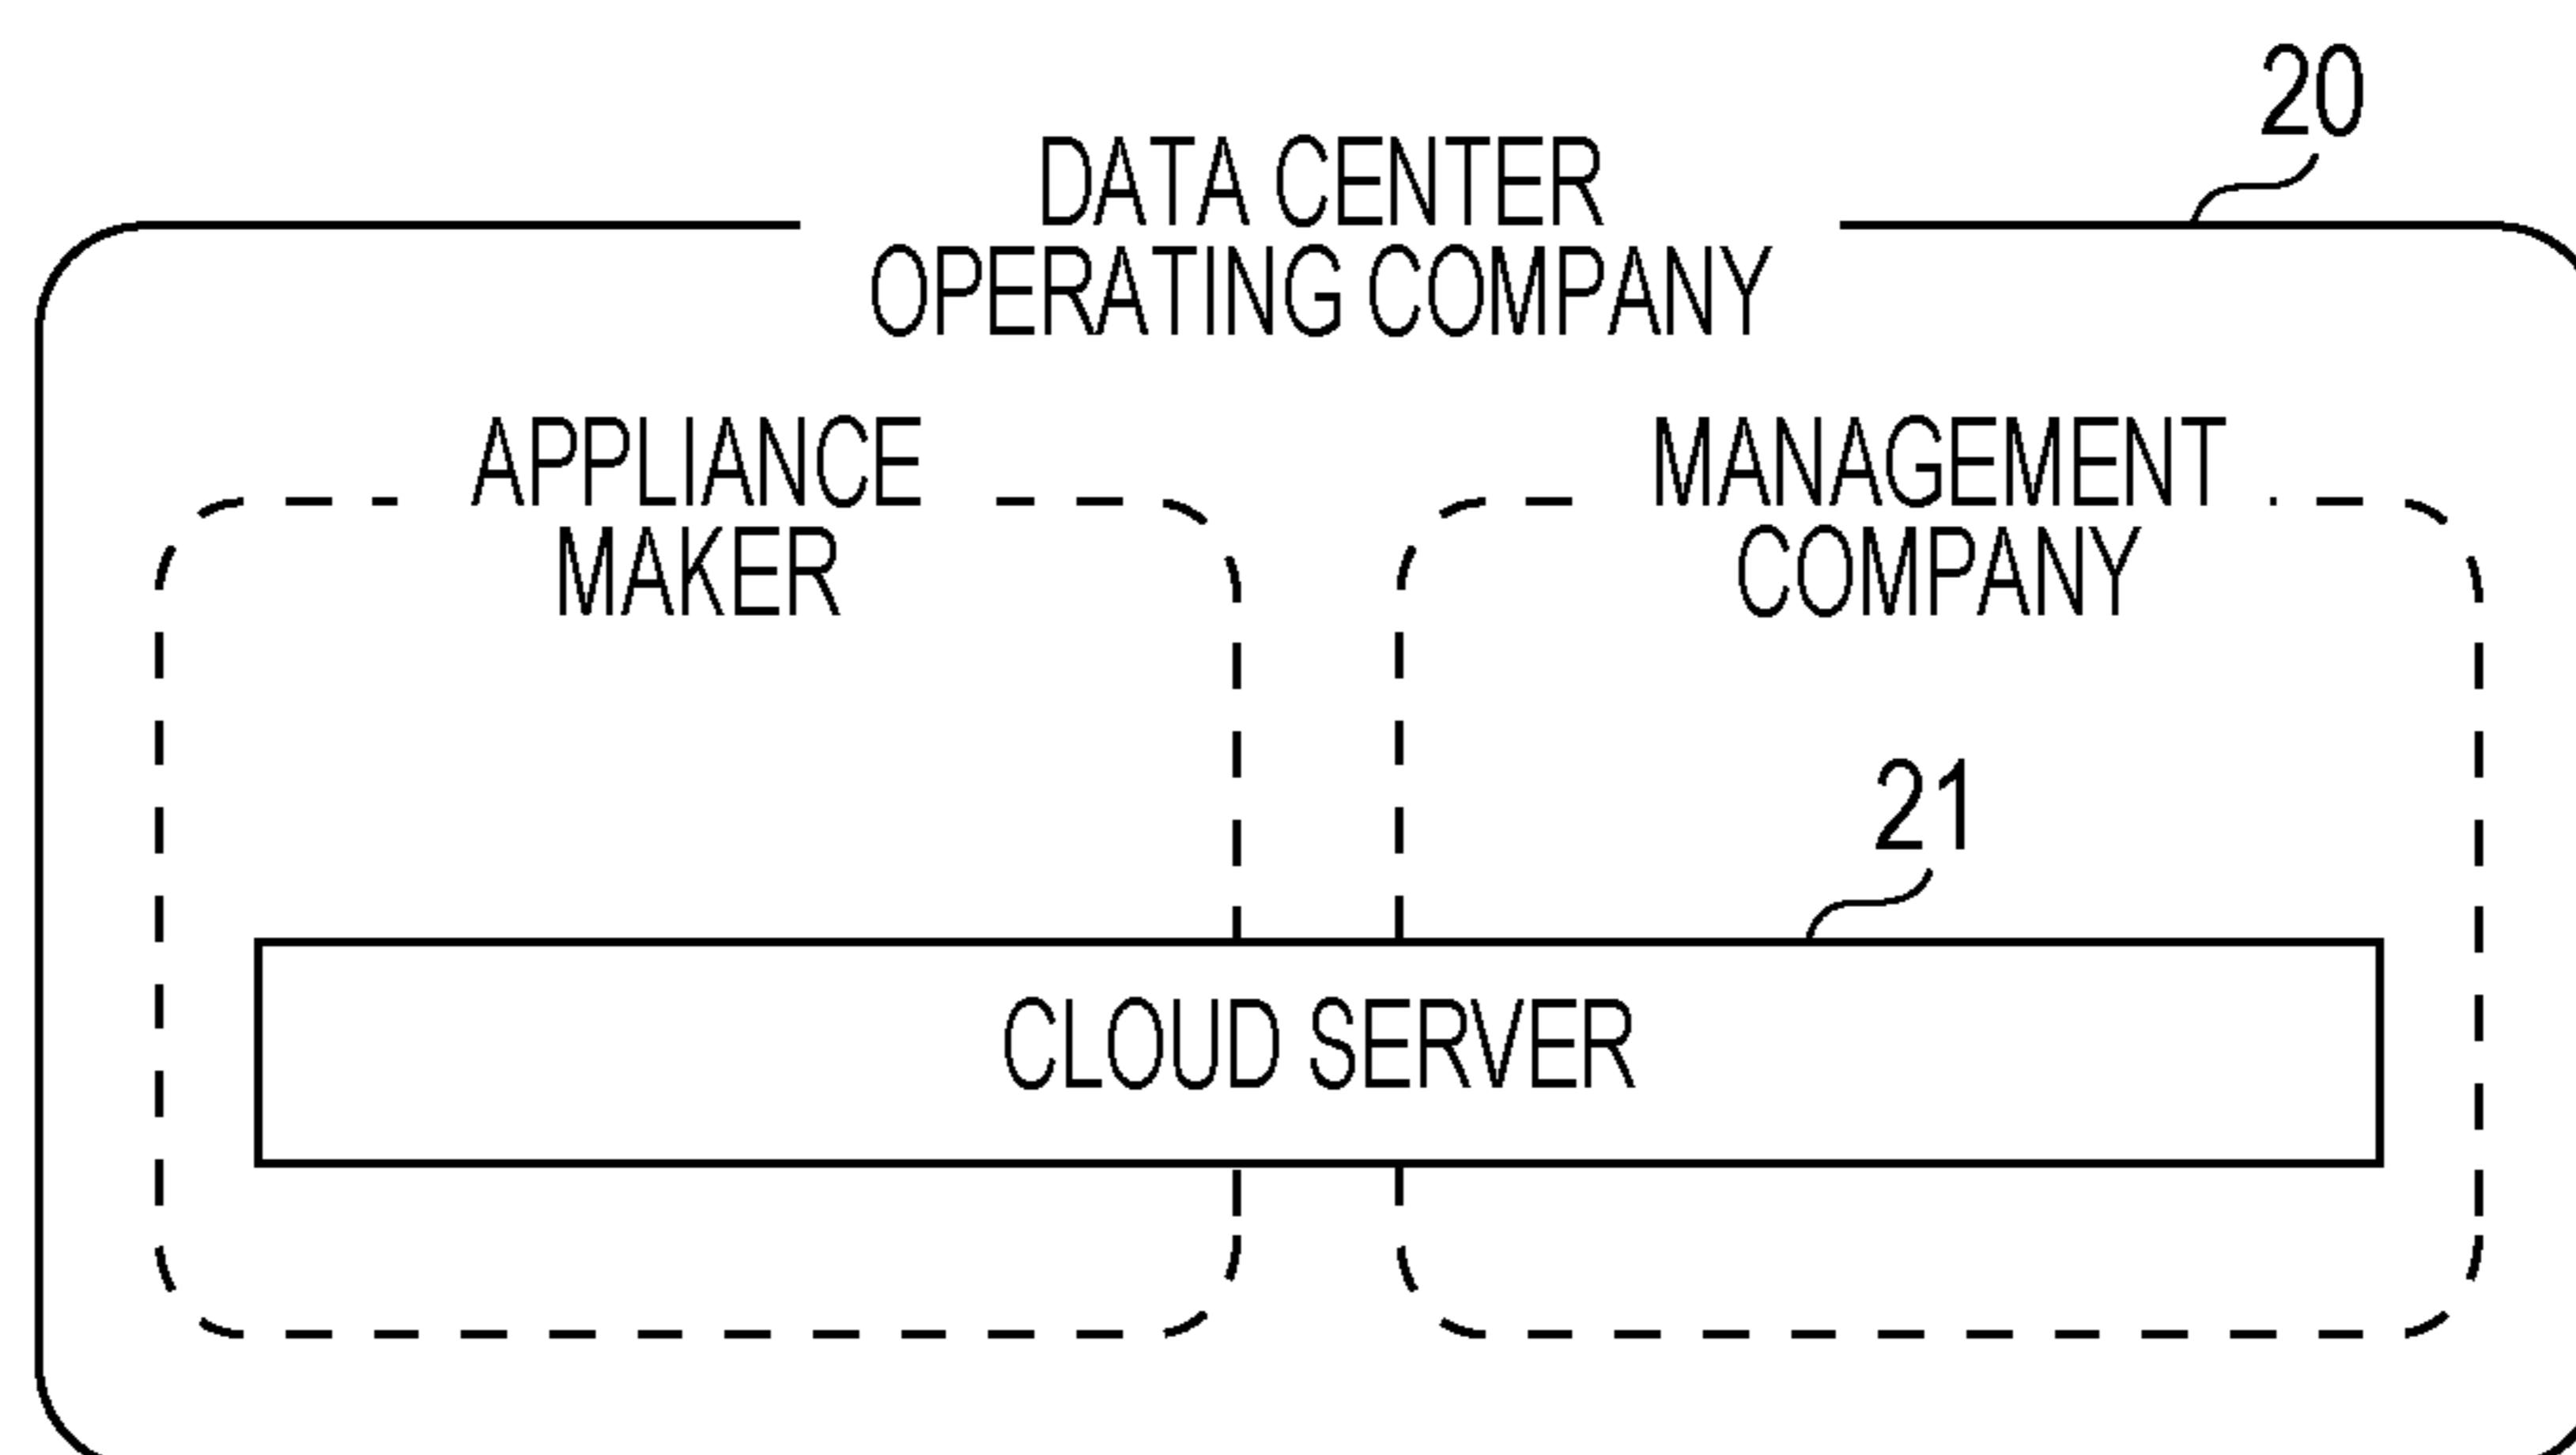 20
DATA CENTER
OPERATING COMPANY
APPLIANCE
MAKER
MANAGEMENT
COMPANY
21
CLOUD SERVER